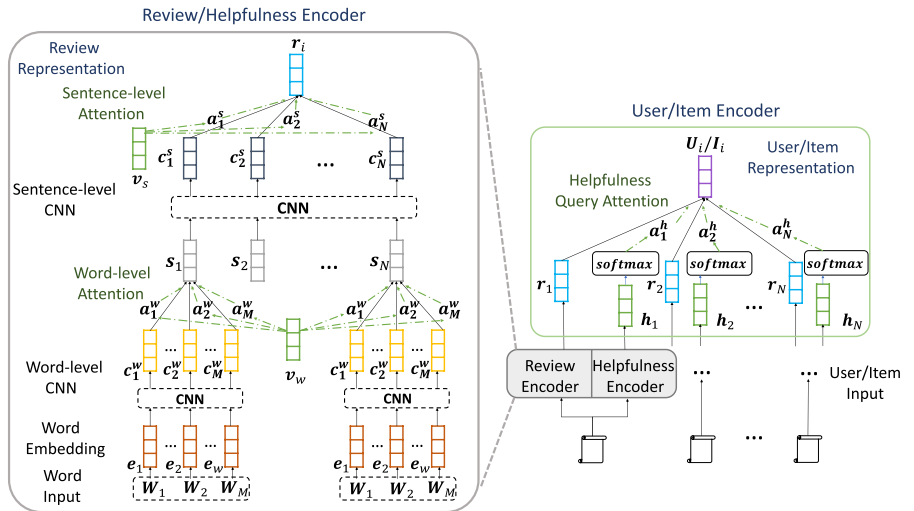 Review/Helpfulness Encoder
Review
Representation
r_i
Sentence-level
Attention
a_1^s
a_2^s
a_N^s
v_s
c_1^s
c_2^s
...
c_N^s
Sentence-level
CNN
CNN
s_1
s_2
...
s_N
Word-level
Attention
a_1^w
a_2^w
a_M^w
a_1^w
a_2^w
a_M^w
v_w
c_1^w
...
c_2^w
...
c_M^w
c_1^w
...
c_2^w
...
c_M^w
Word-level
CNN
CNN
CNN
Word
Embedding
e_1
...
e_2
...
e_w
e_1
...
e_2
...
e_w
Word
Input
W_1
W_2
W_M
W_1
W_2
W_M
User/Item Encoder
U_i/I_i
User/Item
Representation
Helpfulness
Query Attention
a_1^h
a_2^h
a_N^h
softmax
softmax
softmax
r_1
r_2
r_N
...
h_1
h_2
h_N
Review
Encoder
Helpfulness
Encoder
...
...
User/Item
Input
...